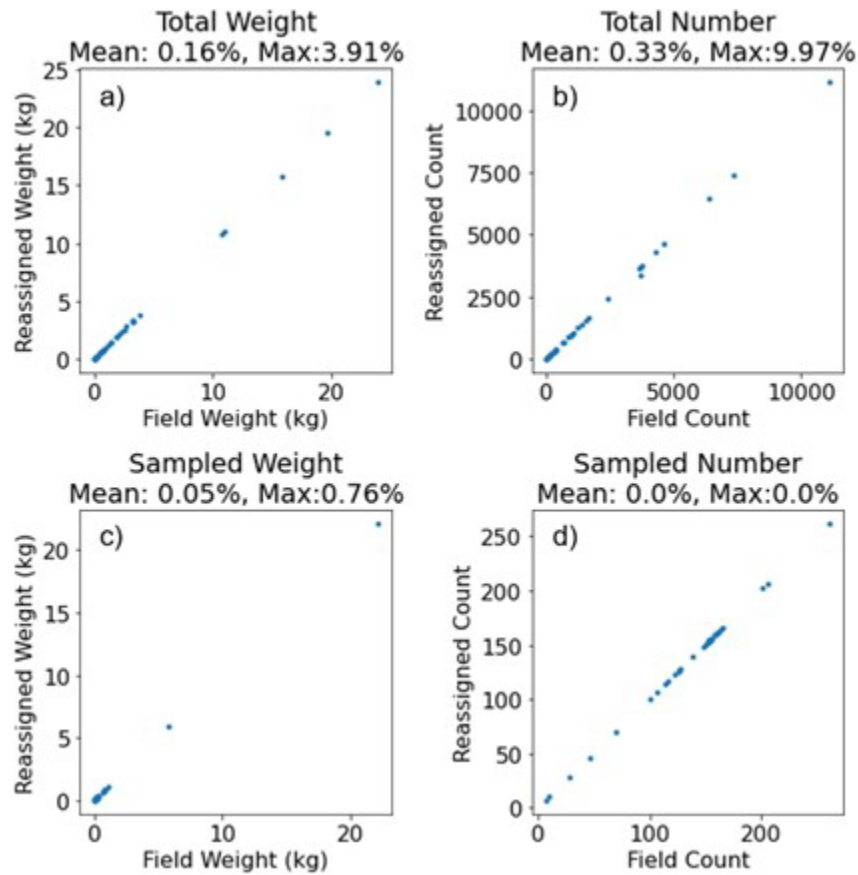 Total Weight
Mean: 0.16%, Max:3.91%
a)
25
20
15
10
5
0
Reassigned Weight (kg)
0 10 20
Field Weight (kg)
Total Number
Mean: 0.33%, Max:9.97%
b)
10000
7500
5000
2500
0
Reassigned Count
0 5000 10000
Field Count
Sampled Weight
Mean: 0.05%, Max:0.76%
c)
20
15
10
5
0
Reassigned Weight (kg)
0 10 20
Field Weight (kg)
Sampled Number
Mean: 0.0%, Max:0.0%
d)
250
200
150
100
50
0
Reassigned Count
0 100 200
Field Count